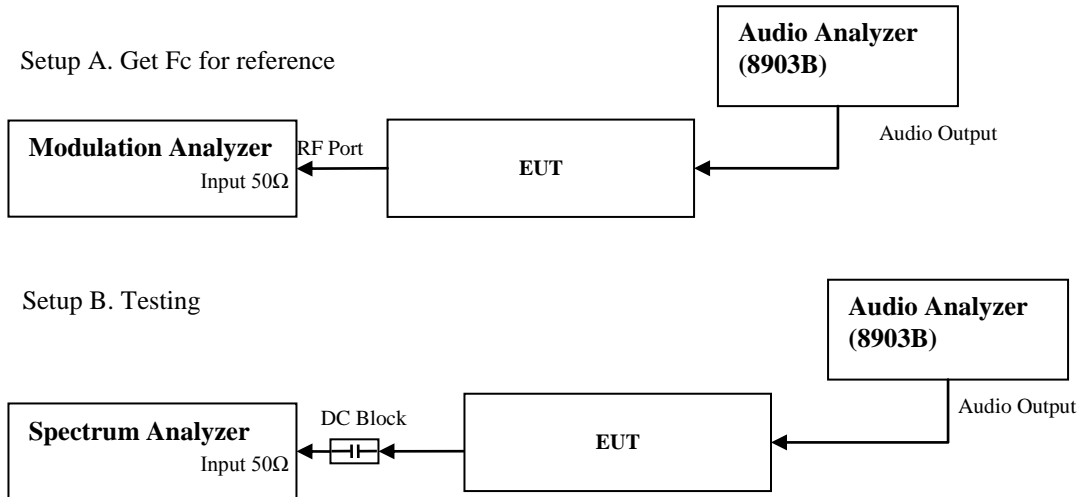 Setup A. Get Fc for reference
Audio Analyzer
(8903B)
Audio Output
Modulation Analyzer
Input 50Ω
RF Port
EUT
Setup B. Testing
Audio Analyzer
(8903B)
Audio Output
Spectrum Analyzer
Input 50Ω
DC Block
EUT